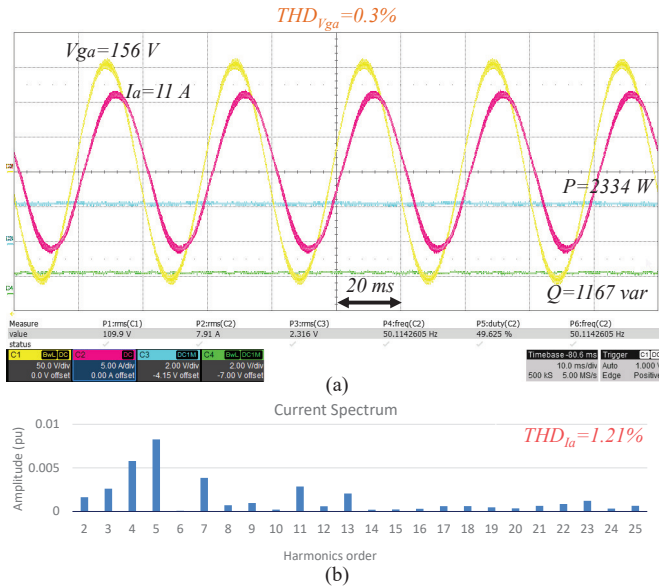 THD_Vga=0.3%
Vga=156 V
Ia=11 A
P=2334 W
20 ms
Q=1167 var
Measure P1:rms(C1) P2:rms(C2) P3:rms(C3) P4:freq(C2) P5:duty(C2) P6:freq(C2)
value 109.9 V 7.91 A 2.316 V 50.1142605 Hz 49.625 % 50.1142605 Hz
status
C1 BwL DC C2 DC C3 DC1M C4 BwL DC1M Timebase -80.6 ms Trigger C1 DC
50.0 V/div 5.00 A/div 2.00 V/div 2.00 V/div 10.0 ms/div Auto 1.000 V
0.0 V offset 0.00 A offset -4.15 V offset -7.00 V offset 500 kS 5.00 MS/s Edge Positive
(a)
Current Spectrum
THD_Ia=1.21%
Amplitude (pu)
0.01
0.005
0
2 3 4 5 6 7 8 9 10 11 12 13 14 15 16 17 18 19 20 21 22 23 24 25
Harmonics order
(b)